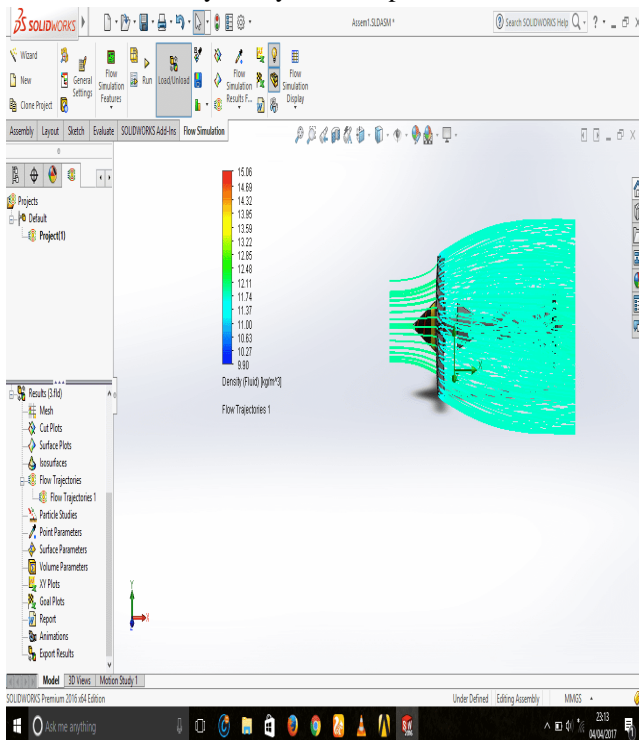 SOLIDWORKS
Assem1.SLDASM *
Search SOLIDWORKS Help
Wizard
New
Clone Project
General Settings
Flow Simulation Features
Run
Load/Unload
Flow Simulation Results F...
Flow Simulation Display
Assembly Layout Sketch Evaluate SOLIDWORKS Add-Ins Flow Simulation
Projects
Default
Project(1)
15.06
14.69
14.32
13.95
13.59
13.22
12.85
12.48
12.11
11.74
11.37
11.00
10.63
10.27
9.90
Density (Fluid) [kg/m^3]
Flow Trajectories 1
Results (3.fld)
Mesh
Cut Plots
Surface Plots
Isosurfaces
Flow Trajectories
Flow Trajectories 1
Particle Studies
Point Parameters
Surface Parameters
Volume Parameters
XY Plots
Goal Plots
Report
Animations
Export Results
Y
X
X
Model 3D Views Motion Study 1
SOLIDWORKS Premium 2016 x64 Edition
Under Defined Editing Assembly MMGS
Ask me anything
23:13
04/04/2017